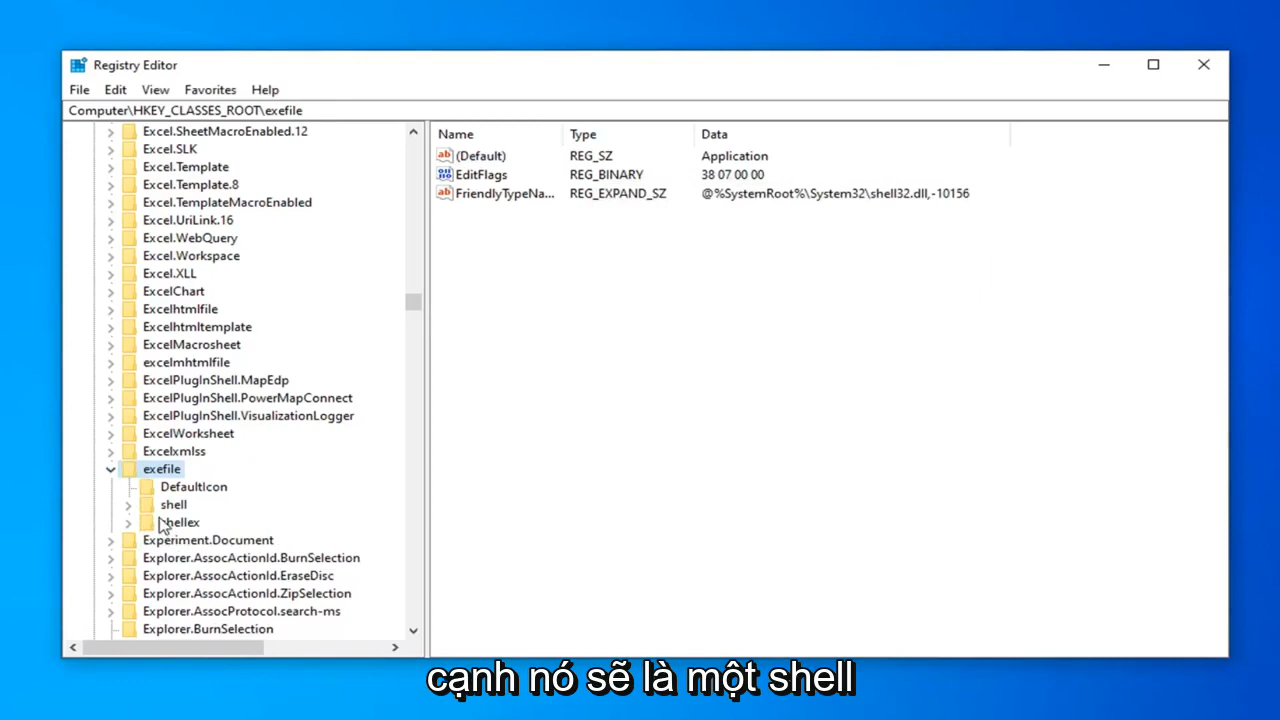 Registry Editor
File Edit View Favorites Help
Computer\HKEY_CLASSES_ROOT\exefile
Excel.SheetMacroEnabled.12
Excel.SLK
Excel.Template
Excel.Template.8
Excel.TemplateMacroEnabled
Excel.UriLink.16
Excel.WebQuery
Excel.Workspace
Excel.XLL
ExcelChart
Excelhtmlfile
Excelhtmltemplate
ExcelMacrosheet
excelmhtmlfile
ExcelPlugInShell.MapEdp
ExcelPlugInShell.PowerMapConnect
ExcelPlugInShell.VisualizationLogger
ExcelWorksheet
Excelxmlss
exefile
DefaultIcon
shell
shellex
Experiment.Document
Explorer.AssocActionId.BurnSelection
Explorer.AssocActionId.EraseDisc
Explorer.AssocActionId.ZipSelection
Explorer.AssocProtocol.search-ms
Explorer.BurnSelection
Name Type Data
(Default) REG_SZ Application
EditFlags REG_BINARY 38 07 00 00
FriendlyTypeNa... REG_EXPAND_SZ @%SystemRoot%\System32\shell32.dll,-10156
cạnh nó sẽ là một shell